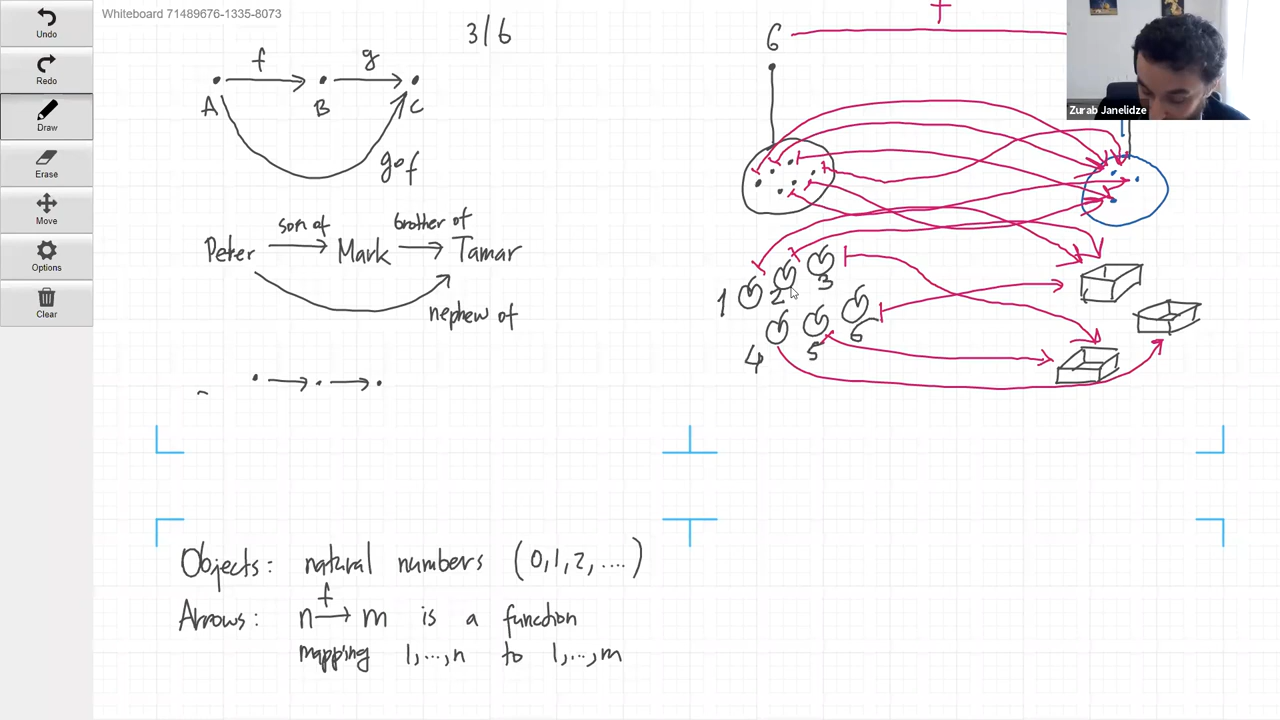 Whiteboard 71489676-1335-8073
Undo
Redo
Draw
Erase
Move
Options
Clear
3/6
f g
A B C
gof
son of brother of
Peter Mark Tamar
nephew of
6
Zurab Janelidze
1 2 3
4 5 6
Objects: natural numbers (0,1,2,....)
f
Arrows: n → m is a function
mapping 1,...,n to 1,...,m